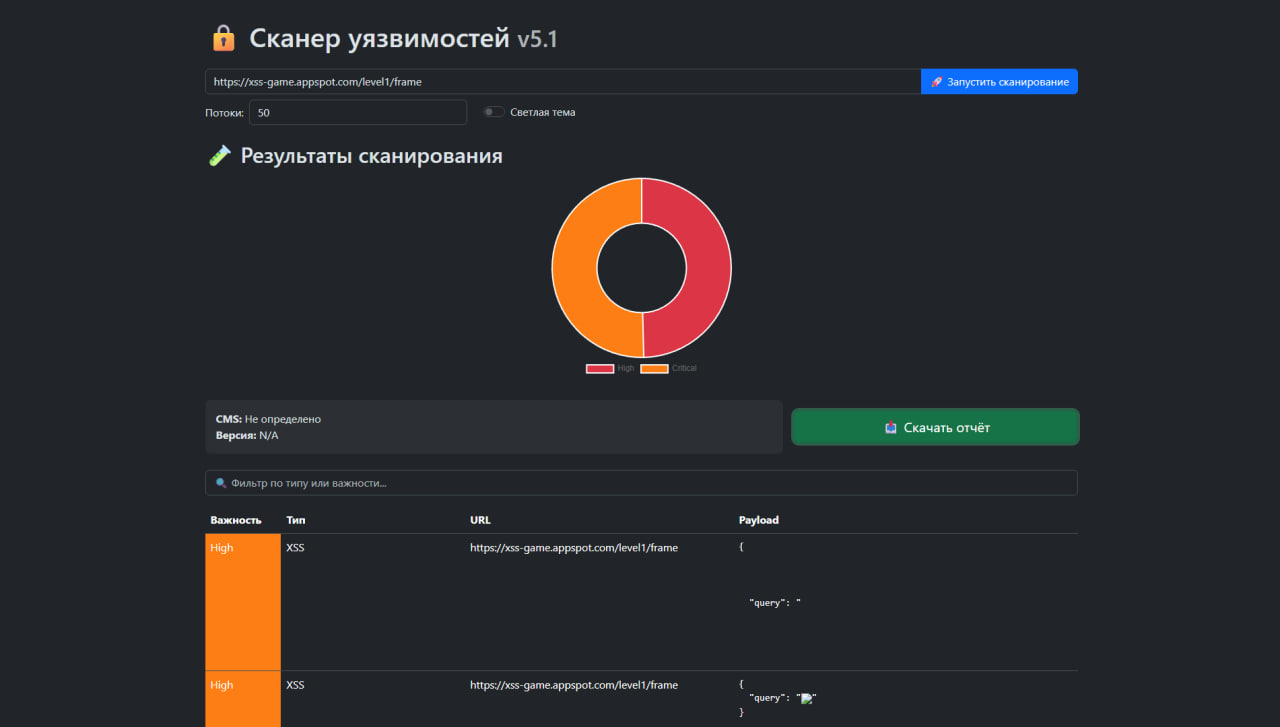 Сканер уязвимостей v5.1
https://xss-game.appspot.com/level1/frame
Запустить сканирование
Потоки: 50
Светлая тема
Результаты сканирования
High Critical
CMS: Не определено
Версия: N/A
Скачать отчёт
Фильтр по типу или важности...
Важность Тип URL Payload
High XSS https://xss-game.appspot.com/level1/frame {
"query": "
High XSS https://xss-game.appspot.com/level1/frame {
"query": ""
}